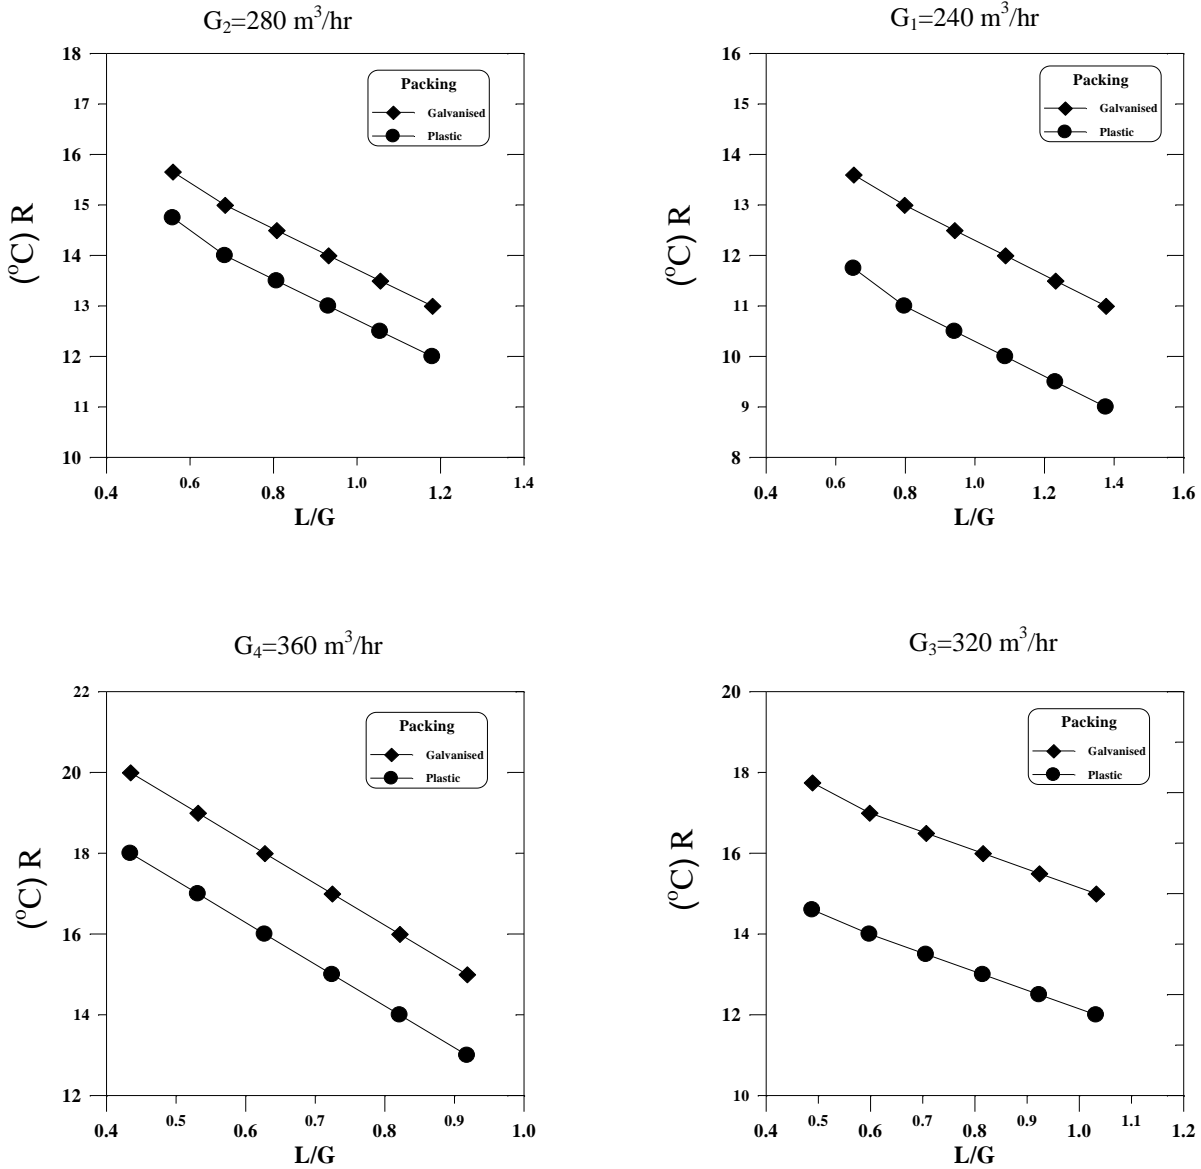 G₂=280 m³/hr
18
17
16
15
14
13
12
11
10
(°C) R
Packing
Galvanised
Plastic
0.4
0.6
0.8
1.0
1.2
1.4
L/G
G₁=240 m³/hr
16
15
14
13
12
11
10
9
8
(°C) R
Packing
Galvanised
Plastic
0.4
0.6
0.8
1.0
1.2
1.4
1.6
L/G
G₄=360 m³/hr
22
20
18
16
14
12
(°C) R
Packing
Galvanised
Plastic
0.4
0.5
0.6
0.7
0.8
0.9
1.0
L/G
G₃=320 m³/hr
20
18
16
14
12
10
(°C) R
Packing
Galvanised
Plastic
0.4
0.5
0.6
0.7
0.8
0.9
1.0
1.1
1.2
L/G